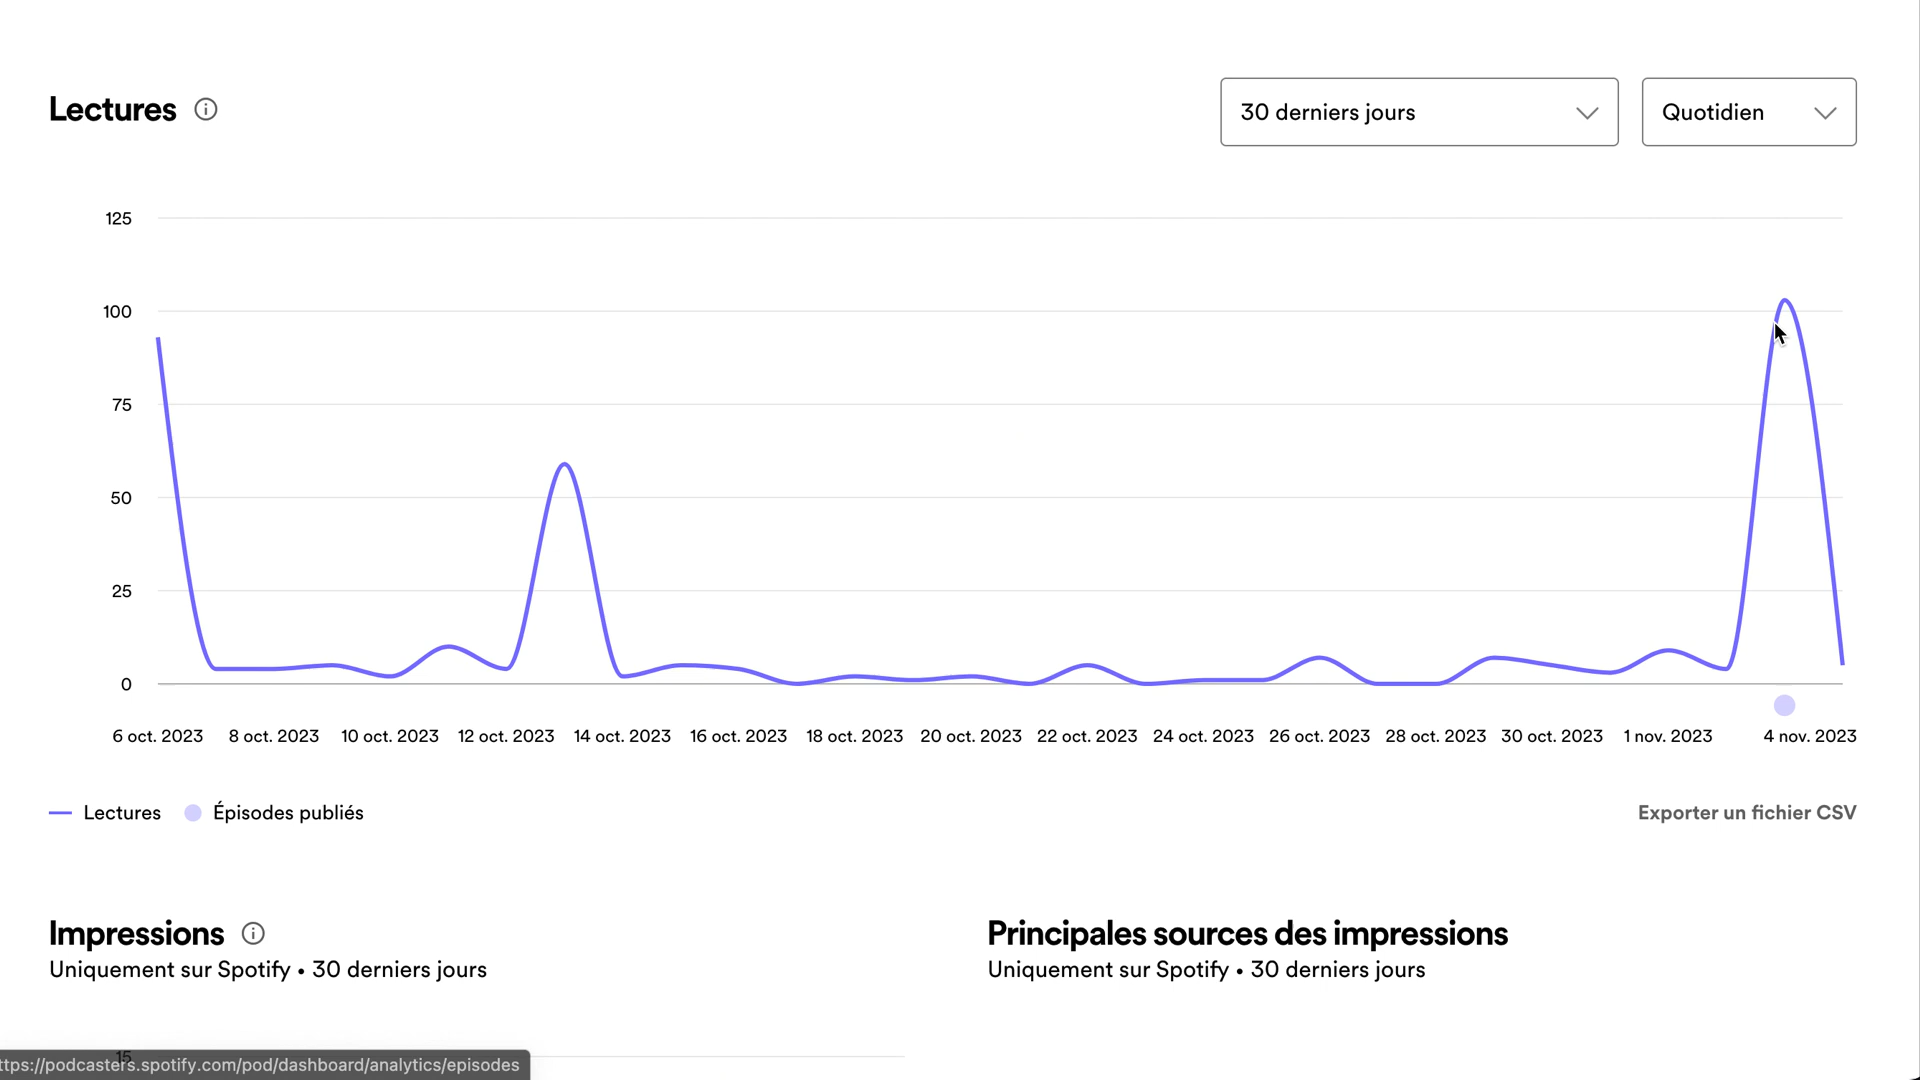 Lectures
30 derniers jours
Quotidien
125
100
75
50
25
0
6 oct. 2023 8 oct. 2023 10 oct. 2023 12 oct. 2023 14 oct. 2023 16 oct. 2023 18 oct. 2023 20 oct. 2023 22 oct. 2023 24 oct. 2023 26 oct. 2023 28 oct. 2023 30 oct. 2023 1 nov. 2023 4 nov. 2023
Lectures Épisodes publiés
Exporter un fichier CSV
Impressions
Uniquement sur Spotify • 30 derniers jours
Principales sources des impressions
Uniquement sur Spotify • 30 derniers jours
15
ttps://podcasters.spotify.com/pod/dashboard/analytics/episodes